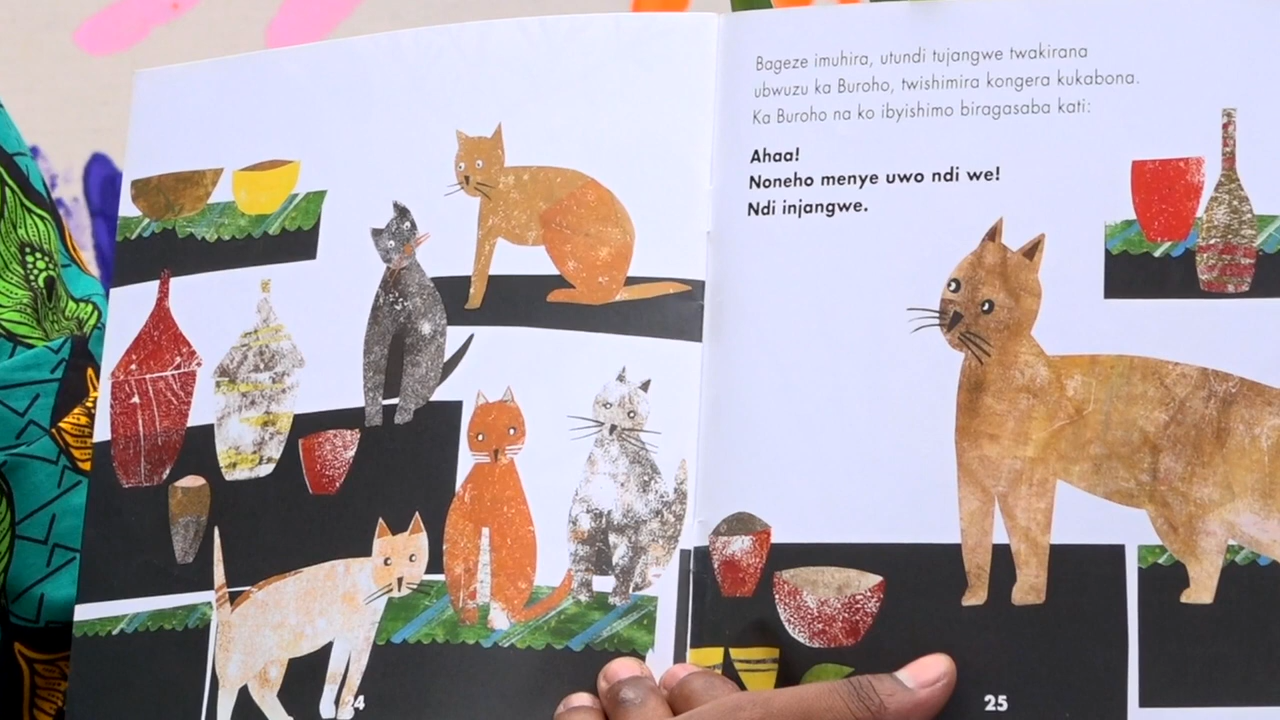 Bageze imuhira, utundi tujangwe twakirana
ubwuzu ka Buroho, twishimira kongera kukabona.
Ka Buroho na ko ibyishimo biragasaba kati:
Ahaa!
Noneho menye uwo ndi we!
Ndi injangwe.
24
25